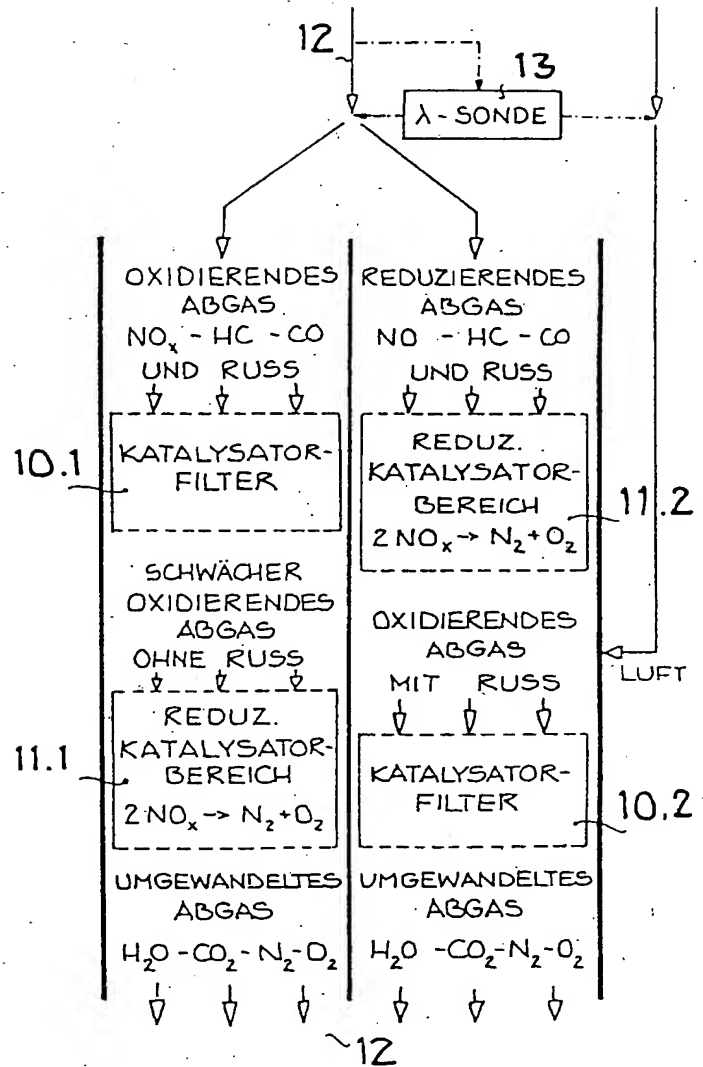 12
13
λ-SONDE
OXIDIERENDES
ABGAS
NOₓ - HC - CO
UND RUSS
10.1
KATALYSATOR-
FILTER
SCHWÄCHER
OXIDIERENDES
ABGAS
OHNE RUSS
11.1
REDUZ.
KATALYSATOR-
BEREICH
2 NOₓ → N₂ + O₂
UMGEWANDELTES
ABGAS
H₂O - CO₂ - N₂ - O₂
REDUZIERENDES
ABGAS
NO - HC - CO
UND RUSS
REDUZ.
KATALYSATOR-
BEREICH
11.2
2 NOₓ → N₂ + O₂
OXIDIERENDES
ABGAS
LUFT
MIT RUSS
KATALYSATOR-
FILTER
10.2
UMGEWANDELTES
ABGAS
H₂O - CO₂ - N₂ - O₂
12